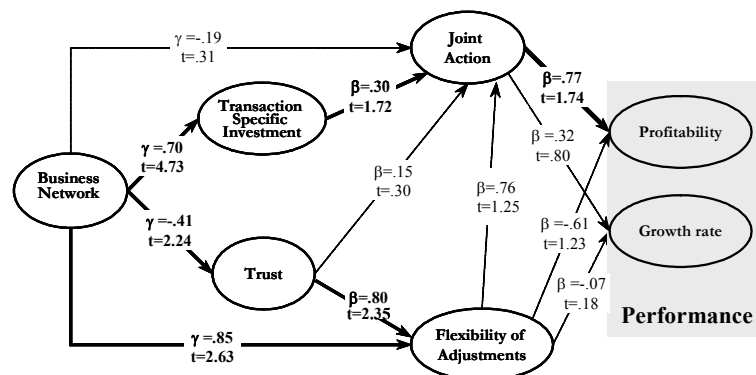 γ =-.19
t=.31
Joint
Action
β=.77
t=1.74
β=.30
t=1.72
Transaction
Specific
Investment
Profitability
β =.32
t=.80
γ =.70
t=4.73
Business
Network
β=.15
t=.30
β=.76
t=1.25
γ =-.41
t=2.24
β =-.61
t=1.23
Growth rate
Trust
β=.80
t=2.35
β =-.07
t=.18
Performance
γ =.85
t=2.63
Flexibility of
Adjustments